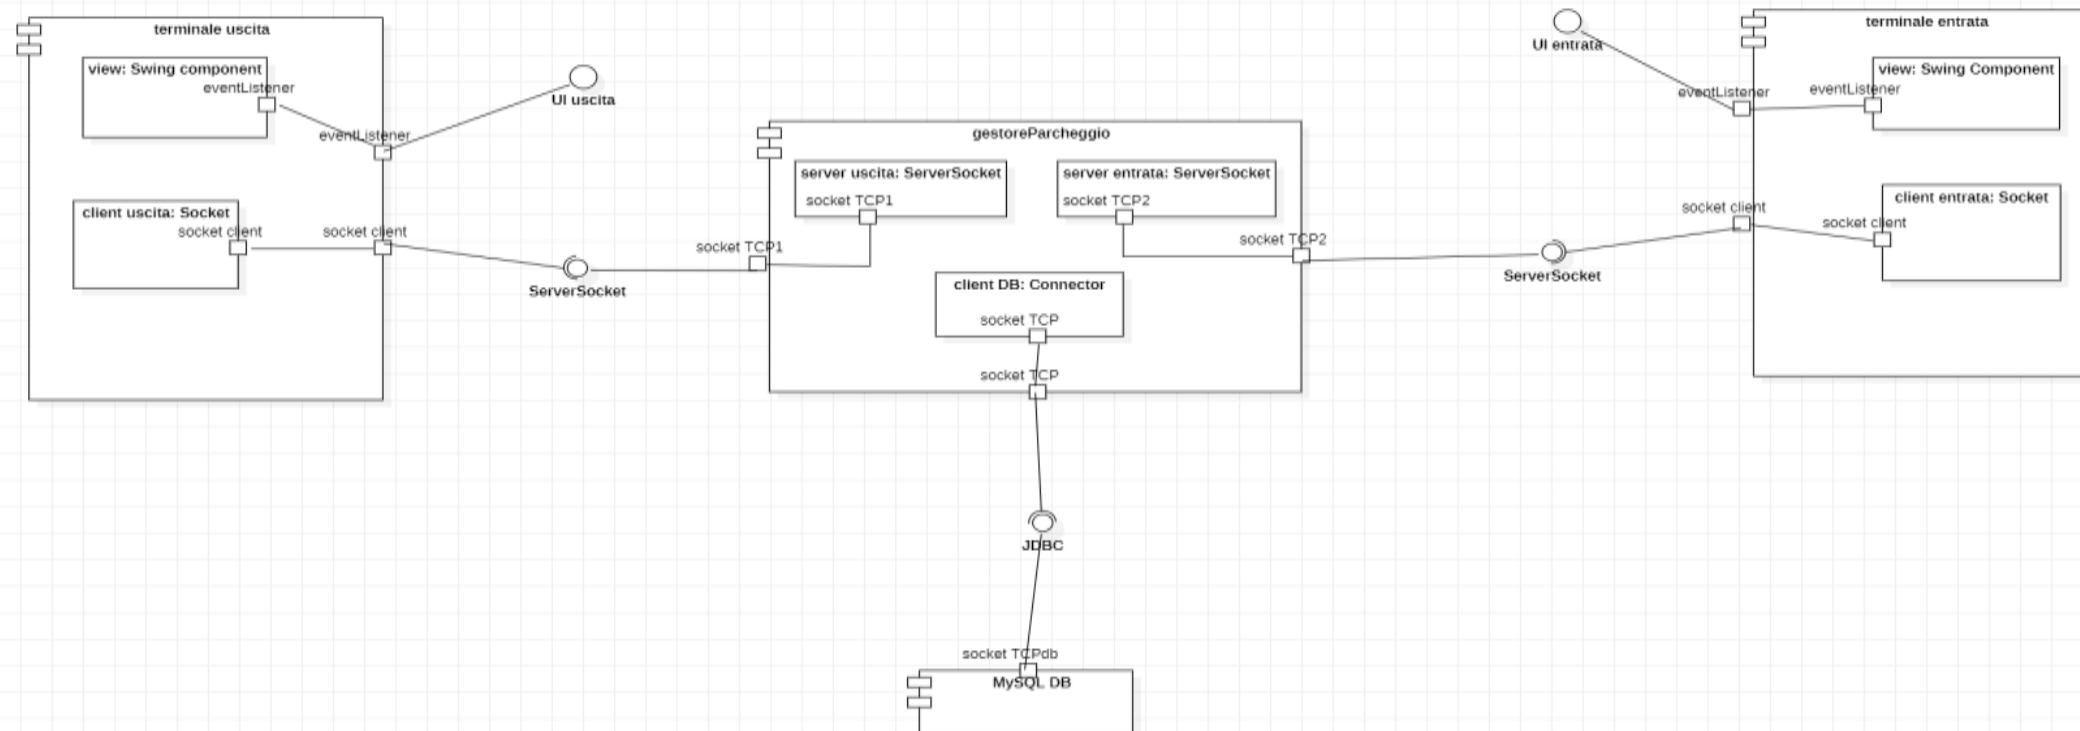 terminale uscita
view: Swing component
eventListener
eventListener
client uscita: Socket
socket client
socket client
UI uscita
ServerSocket
gestoreParcheggio
server uscita: ServerSocket
socket TCP1
socket TCP1
server entrata: ServerSocket
socket TCP2
socket TCP2
client DB: Connector
socket TCP
socket TCP
JDBC
socket TCPdb
MySQL DB
UI entrata
ServerSocket
terminale entrata
eventListener
view: Swing Component
eventListener
socket client
client entrata: Socket
socket client